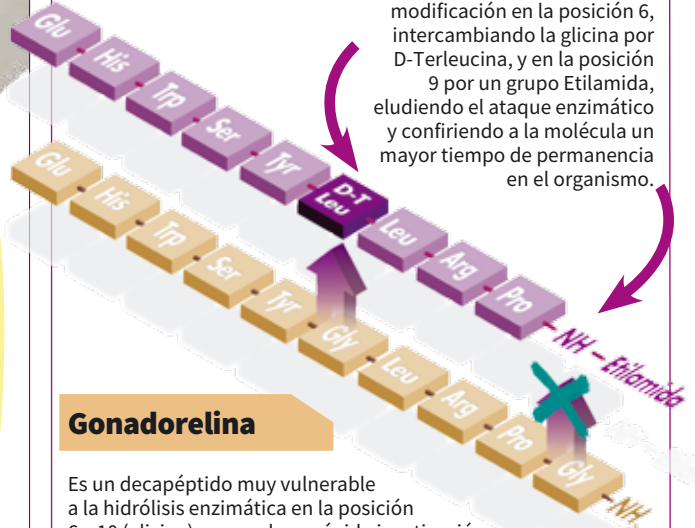 modificación en la posición 6,
intercambiando la glicina por
D-Terleucina, y en la posición
9 por un grupo Etilamida,
eludiendo el ataque enzimático
y confiriendo a la molécula un
mayor tiempo de permanencia
en el organismo.
Glu
His
Trp
Ser
Tyr
D-T
Leu
Leu
Arg
Pro
NH - Etilamida
Glu
His
Trp
Ser
Tyr
Gly
Leu
Arg
Pro
Gly
NH
Gonadorelina
Es un decapéptido muy vulnerable
a la hidrólisis enzimática en la posición